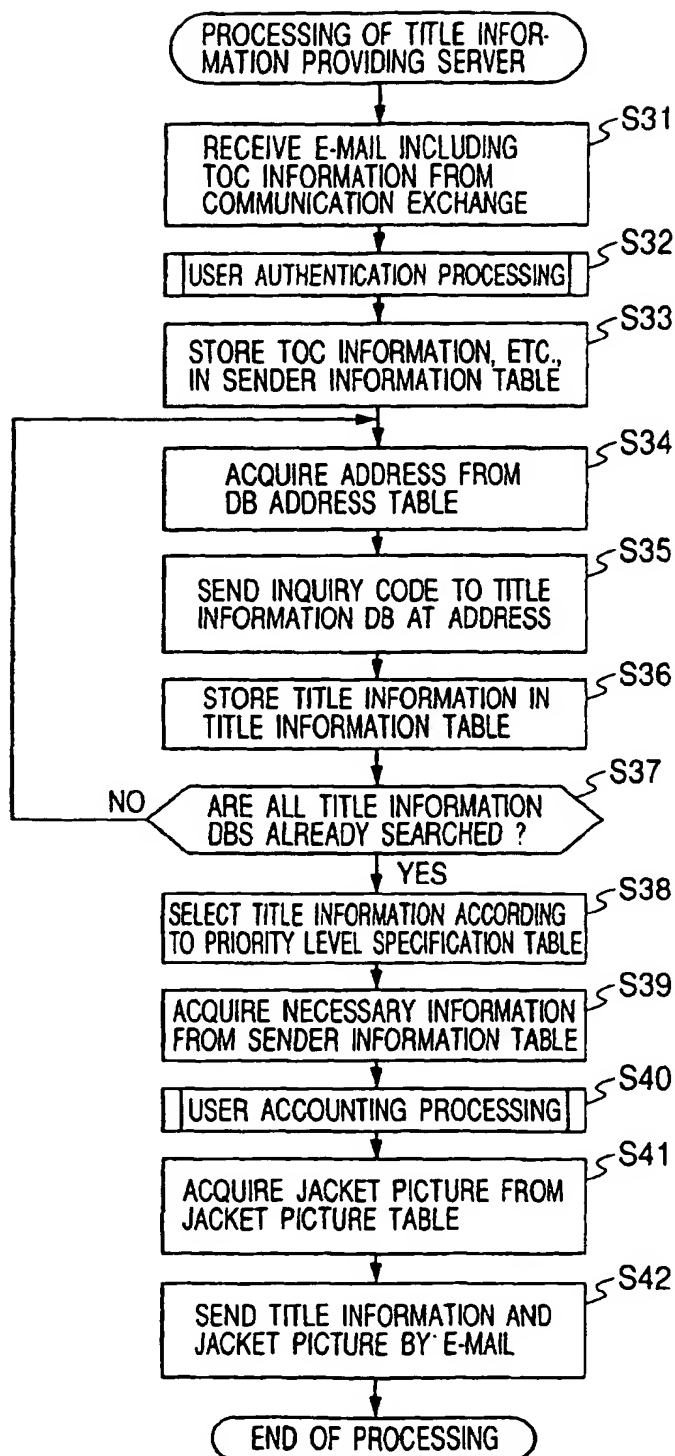 PROCESSING OF TITLE INFOR-
MATION PROVIDING SERVER
S31
RECEIVE E-MAIL INCLUDING
TOC INFORMATION FROM
COMMUNICATION EXCHANGE
S32
USER AUTHENTICATION PROCESSING
S33
STORE TOC INFORMATION, ETC.,
IN SENDER INFORMATION TABLE
S34
ACQUIRE ADDRESS FROM
DB ADDRESS TABLE
S35
SEND INQUIRY CODE TO TITLE
INFORMATION DB AT ADDRESS
S36
STORE TITLE INFORMATION IN
TITLE INFORMATION TABLE
S37
NO
ARE ALL TITLE INFORMATION
DBS ALREADY SEARCHED ?
YES
S38
SELECT TITLE INFORMATION ACCORDING
TO PRIORITY LEVEL SPECIFICATION TABLE
S39
ACQUIRE NECESSARY INFORMATION
FROM SENDER INFORMATION TABLE
S40
USER ACCOUNTING PROCESSING
S41
ACQUIRE JACKET PICTURE FROM
JACKET PICTURE TABLE
S42
SEND TITLE INFORMATION AND
JACKET PICTURE BY E-MAIL
END OF PROCESSING